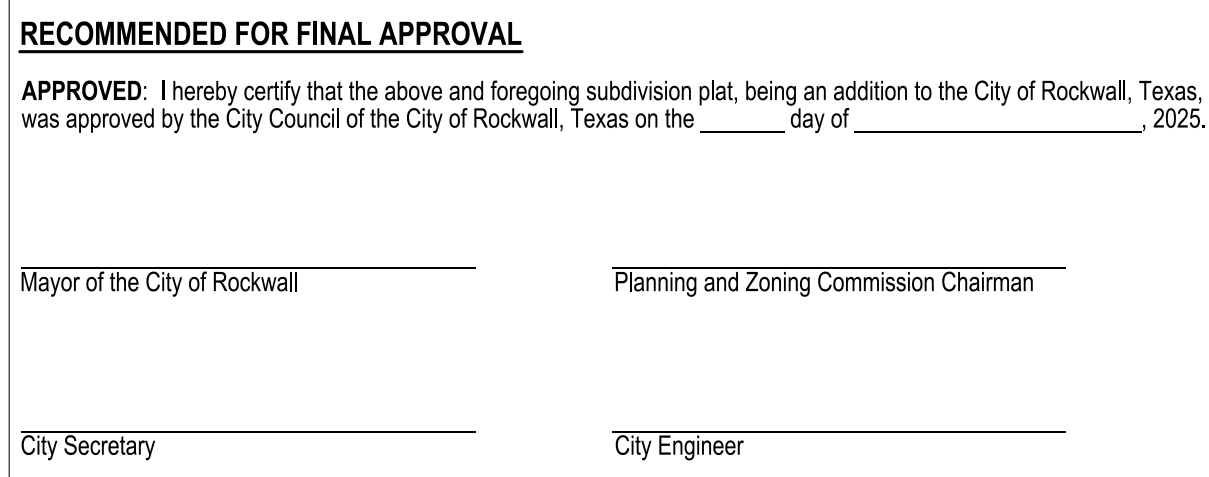 RECOMMENDED FOR FINAL APPROVAL
APPROVED: I hereby certify that the above and foregoing subdivision plat, being an addition to the City of Rockwall, Texas,
was approved by the City Council of the City of Rockwall, Texas on the _______ day of ________________________, 2025.
Mayor of the City of Rockwall
Planning and Zoning Commission Chairman
City Secretary
City Engineer